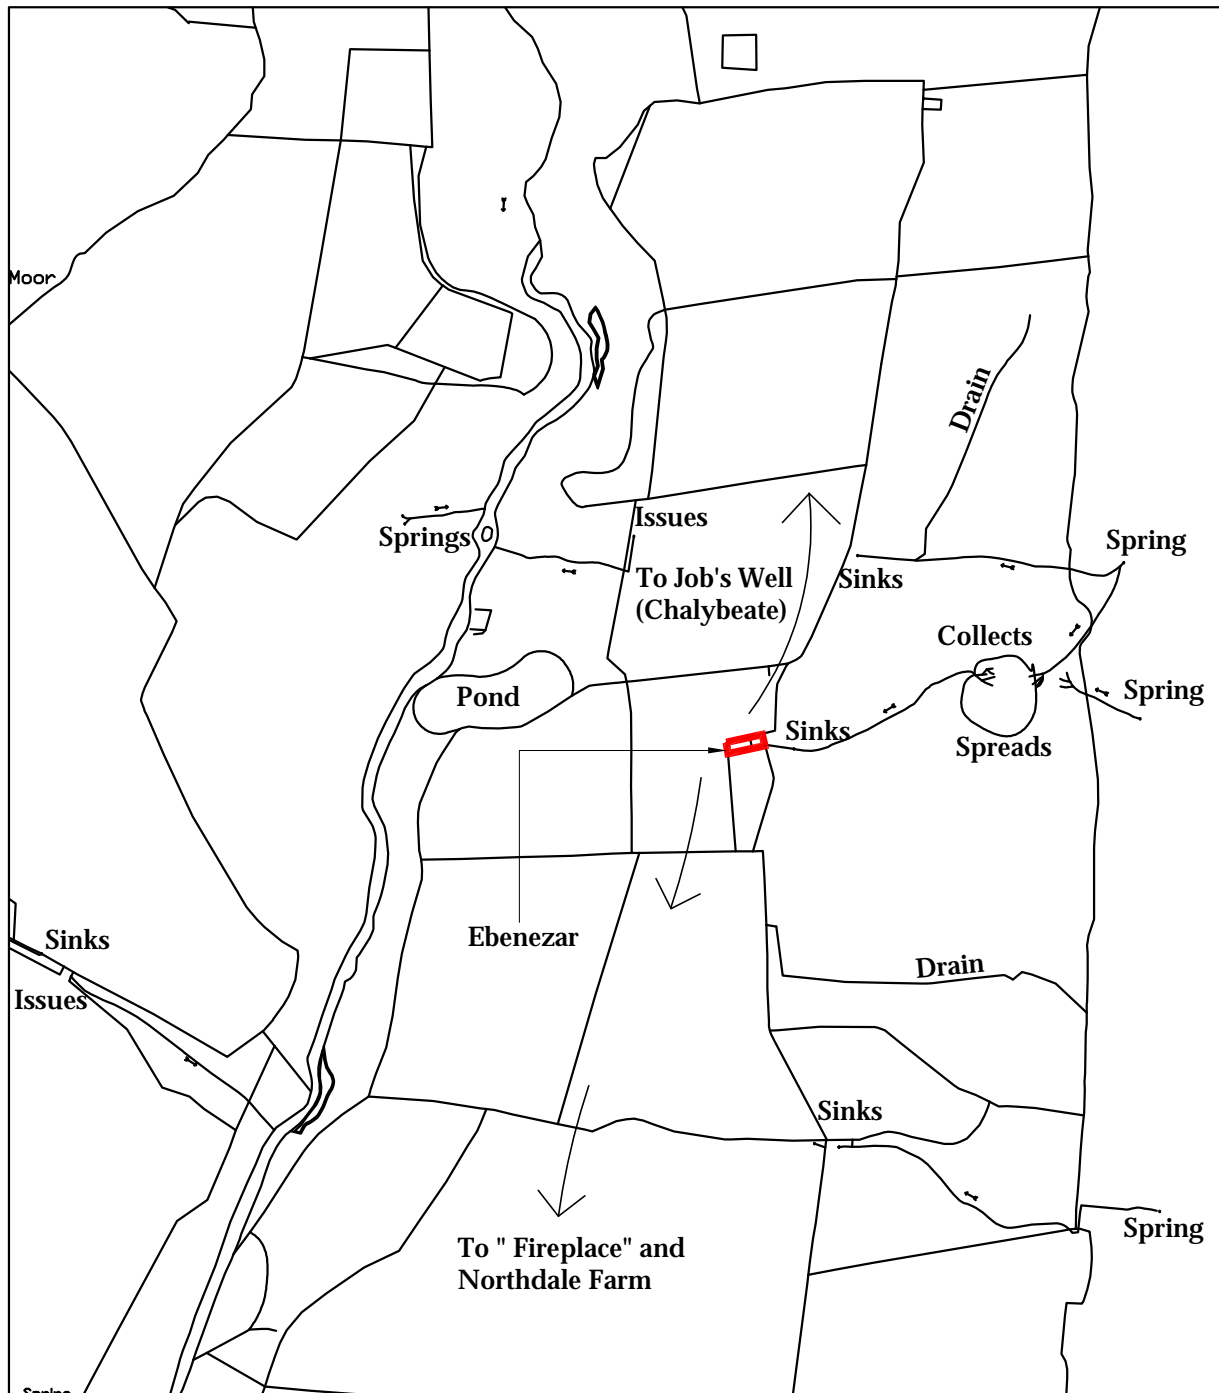 Moor
Drain
Springs
Issues
Spring
To Job's Well
(Chalybeate)
Sinks
Collects
Pond
Spring
Sinks
Spreads
Ebenezar
Sinks
Drain
Issues
Sinks
Spring
To " Fireplace" and
Northdale Farm
Spring